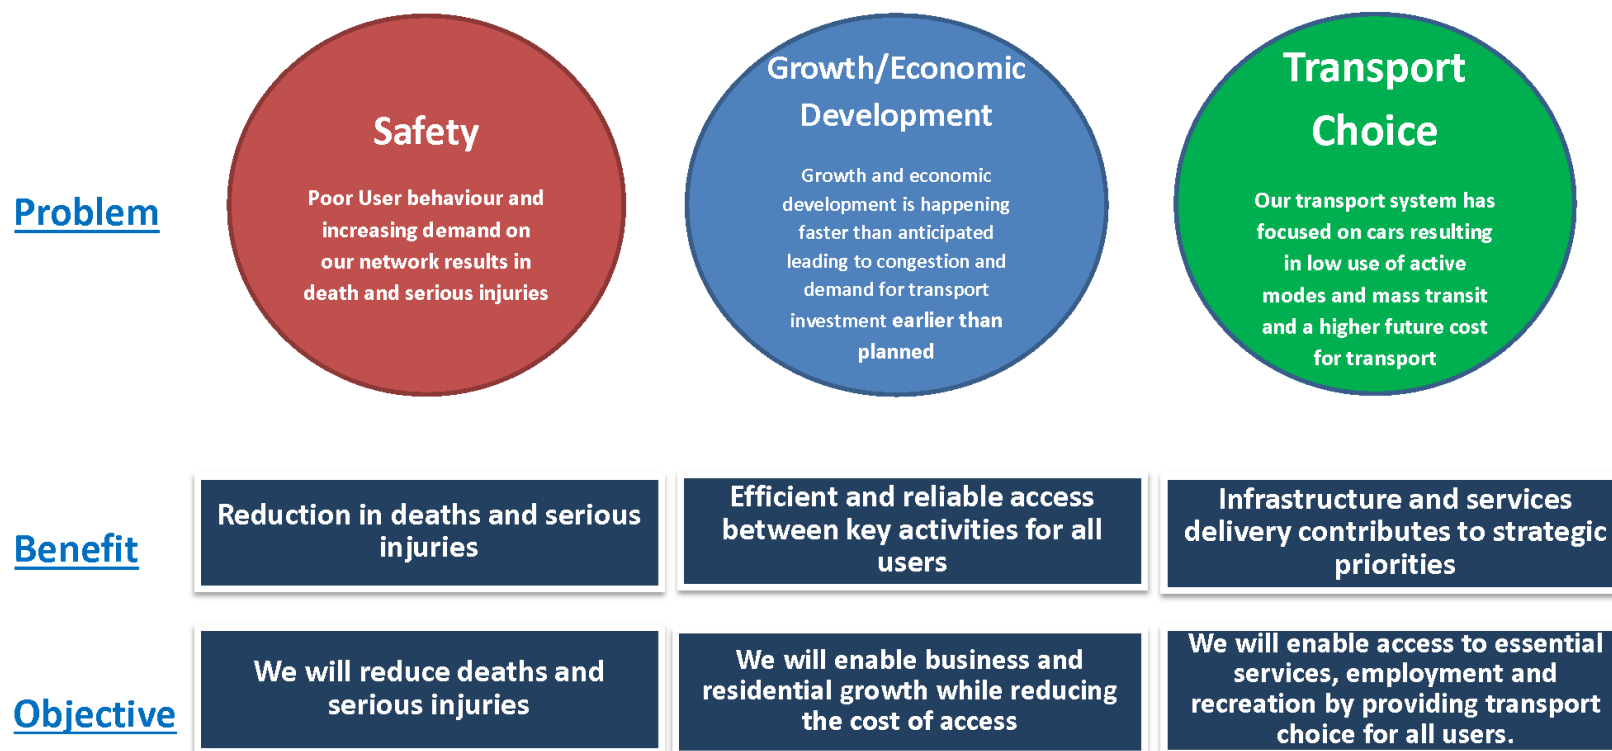 Problem
Safety
Poor User behaviour and
increasing demand on
our network results in
death and serious injuries
Growth/Economic
Development
Growth and economic
development is happening
faster than anticipated
leading to congestion and
demand for transport
investment earlier than
planned
Transport
Choice
Our transport system has
focused on cars resulting
in low use of active
modes and mass transit
and a higher future cost
for transport
Benefit
Reduction in deaths and serious
injuries
Efficient and reliable access
between key activities for all
users
Infrastructure and services
delivery contributes to strategic
priorities
Objective
We will reduce deaths and
serious injuries
We will enable business and
residential growth while reducing
the cost of access
We will enable access to essential
services, employment and
recreation by providing transport
choice for all users.